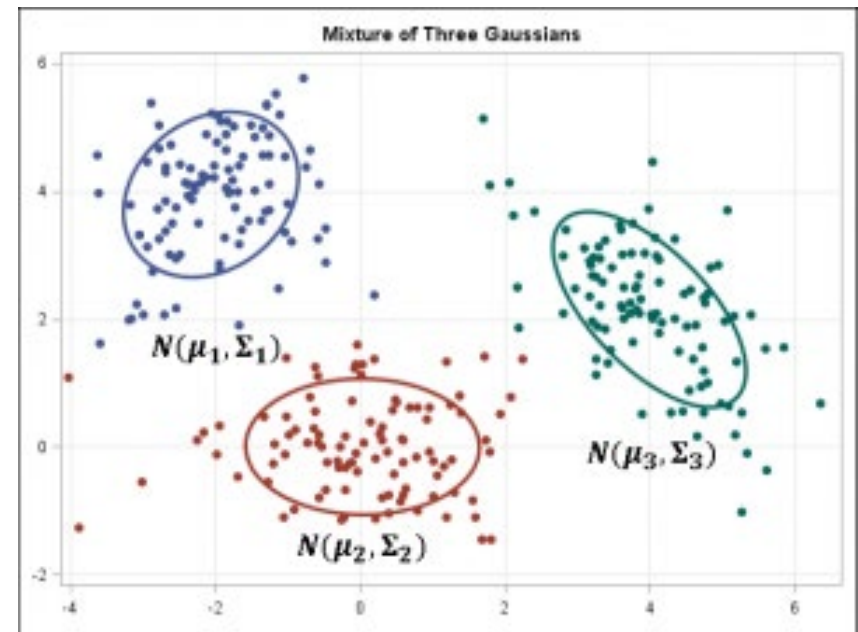 Mixture of Three Gaussians
6
4
2
0
-2
N(μ₁, Σ₁)
N(μ₃, Σ₃)
N(μ₂, Σ₂)
-4 -2 0 2 4 6